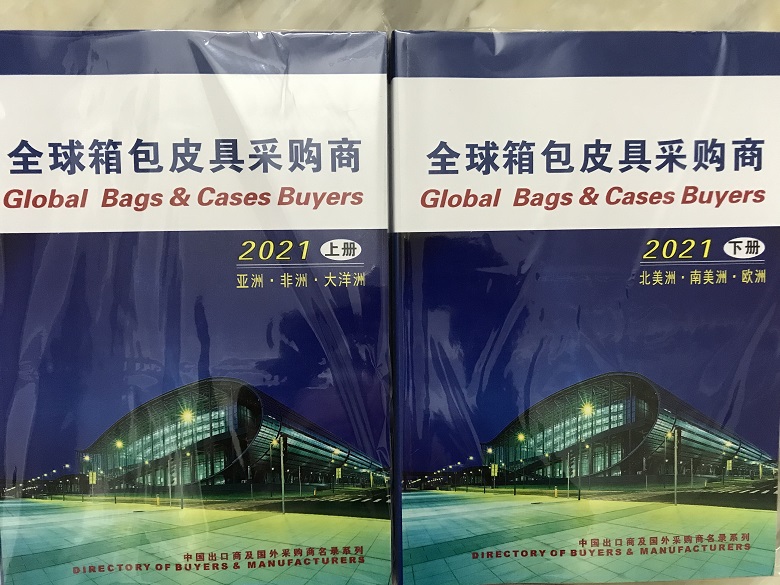 全球箱包皮具采购商
Global Bags & Cases Buyers
2021 上册
亚洲·非洲·大洋洲
中国出口商及国外采购商名录系列
DIRECTORY OF BUYERS & MANUFACTURERS
全球箱包皮具采购商
Global Bags & Cases Buyers
2021 下册
北美洲·南美洲·欧洲
中国出口商及国外采购商名录系列
DIRECTORY OF BUYERS & MANUFACTURERS